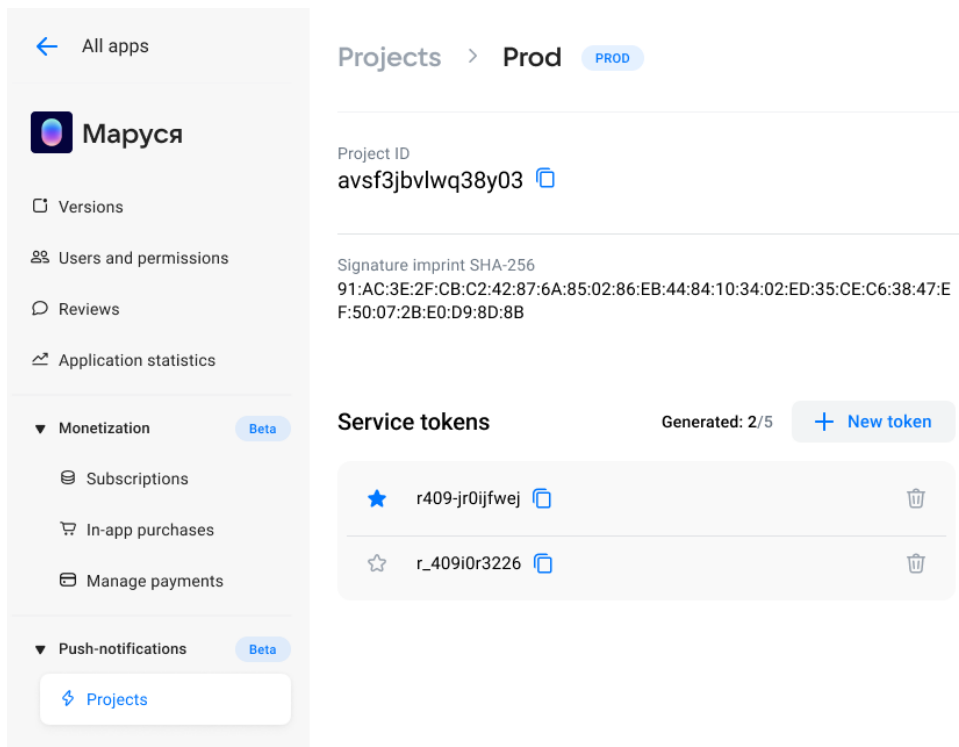 All apps
Маруся
Versions
Users and permissions
Reviews
Application statistics
Monetization Beta
Subscriptions
In-app purchases
Manage payments
Push-notifications Beta
Projects
Projects > Prod PROD
Project ID
avsf3jbvlwq38y03
Signature imprint SHA-256
91:AC:3E:2F:CB:C2:42:87:6A:85:02:86:EB:44:84:10:34:02:ED:35:CE:C6:38:47:E
F:50:07:2B:E0:D9:8D:8B
Service tokens Generated: 2/5 + New token
r409-jr0ijfwej
r_409i0r3226